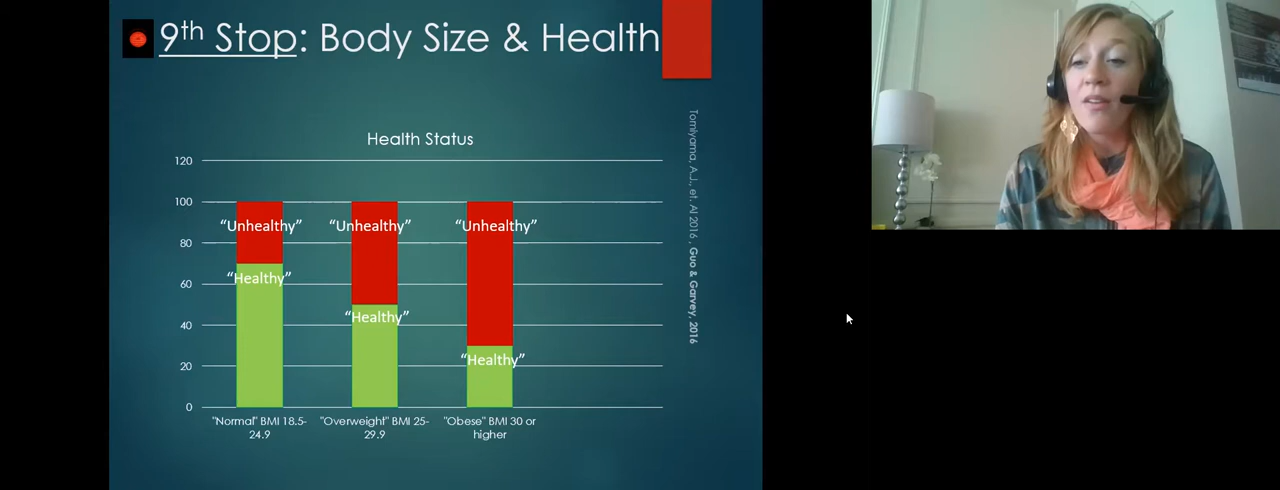 9th Stop: Body Size & Health
Health Status
120
100
80
60
40
20
0
"Unhealthy"
"Unhealthy"
"Unhealthy"
"Healthy"
"Healthy"
"Healthy"
"Normal" BMI 18.5-
24.9
"Overweight" BMI 25-
29.9
"Obese" BMI 30 or
higher
Tomiyama, A.J., et. Al 2016 , Guo & Garvey, 2016